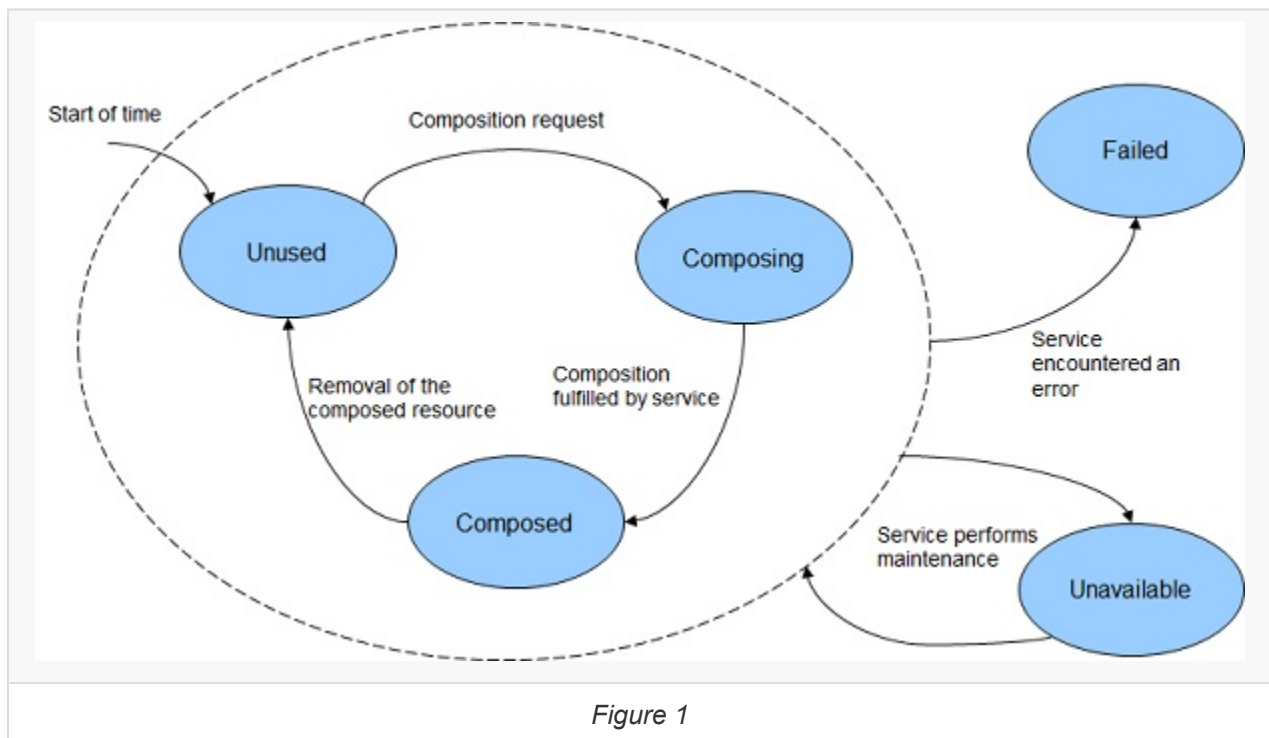 Start of time
Composition request
Failed
Unused
Composing
Service
encountered an
error
Removal of the
composed resource
Composition
fulfilled by service
Composed
Service performs
maintenance
Unavailable
Figure 1